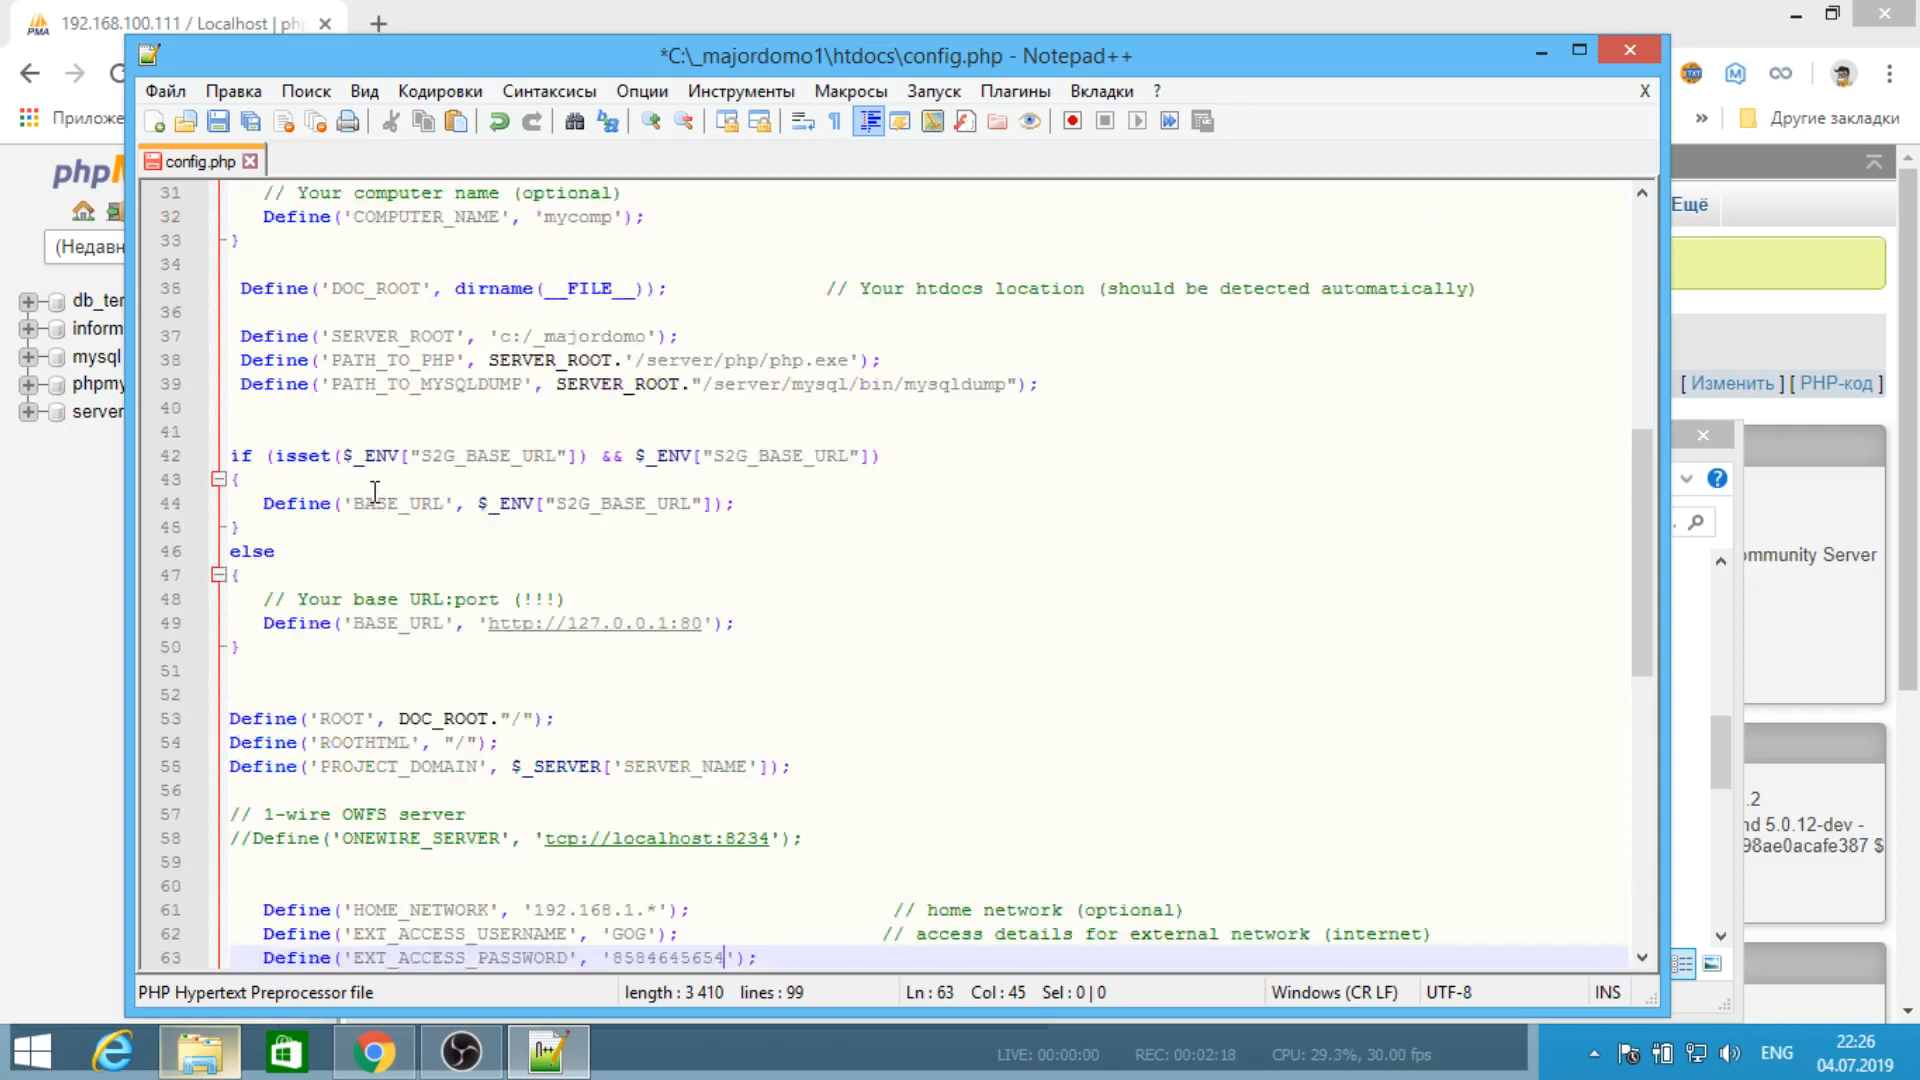 192.168.100.111 / Localhost | php
*C:\_majordomo1\htdocs\config.php - Notepad++
Файл Правка Поиск Вид Кодировки Синтаксисы Опции Инструменты Макросы Запуск Плагины Вкладки ? X
Приложе
» Другие закладки
config.php
31 // Your computer name (optional)
32 Define('COMPUTER_NAME', 'mycomp');
33 }
34
35 Define('DOC_ROOT', dirname(__FILE__)); // Your htdocs location (should be detected automatically)
36
37 Define('SERVER_ROOT', 'c:/_majordomo');
38 Define('PATH_TO_PHP', SERVER_ROOT.'/server/php/php.exe');
39 Define('PATH_TO_MYSQLDUMP', SERVER_ROOT."/server/mysql/bin/mysqldump");
40
41
42 if (isset($_ENV["S2G_BASE_URL"]) && $_ENV["S2G_BASE_URL"])
43 {
44 Define('BASE_URL', $_ENV["S2G_BASE_URL"]);
45 }
46 else
47 {
48 // Your base URL:port (!!!)
49 Define('BASE_URL', 'http://127.0.0.1:80');
50 }
51
52
53 Define('ROOT', DOC_ROOT."/");
54 Define('ROOTHTML', "/");
55 Define('PROJECT_DOMAIN', $_SERVER['SERVER_NAME']);
56
57 // 1-wire OWFS server
58 //Define('ONEWIRE_SERVER', 'tcp://localhost:8234');
59
60
61 Define('HOME_NETWORK', '192.168.1.*'); // home network (optional)
62 Define('EXT_ACCESS_USERNAME', 'GOG'); // access details for external network (internet)
63 Define('EXT_ACCESS_PASSWORD', '8584645654');
PHP Hypertext Preprocessor file length : 3 410 lines : 99 Ln : 63 Col : 45 Sel : 0 | 0 Windows (CR LF) UTF-8 INS
PMA
phpM
(Недавн
db_ter
inform
mysql
phpmy
server
Ещё
[ Изменить ] [ PHP-код ]
ommunity Server
.2
nd 5.0.12-dev -
98ae0acafe387 $
LIVE: 00:00:00 REC: 00:02:18 CPU: 29.3%, 30.00 fps
ENG
22:26
04.07.2019